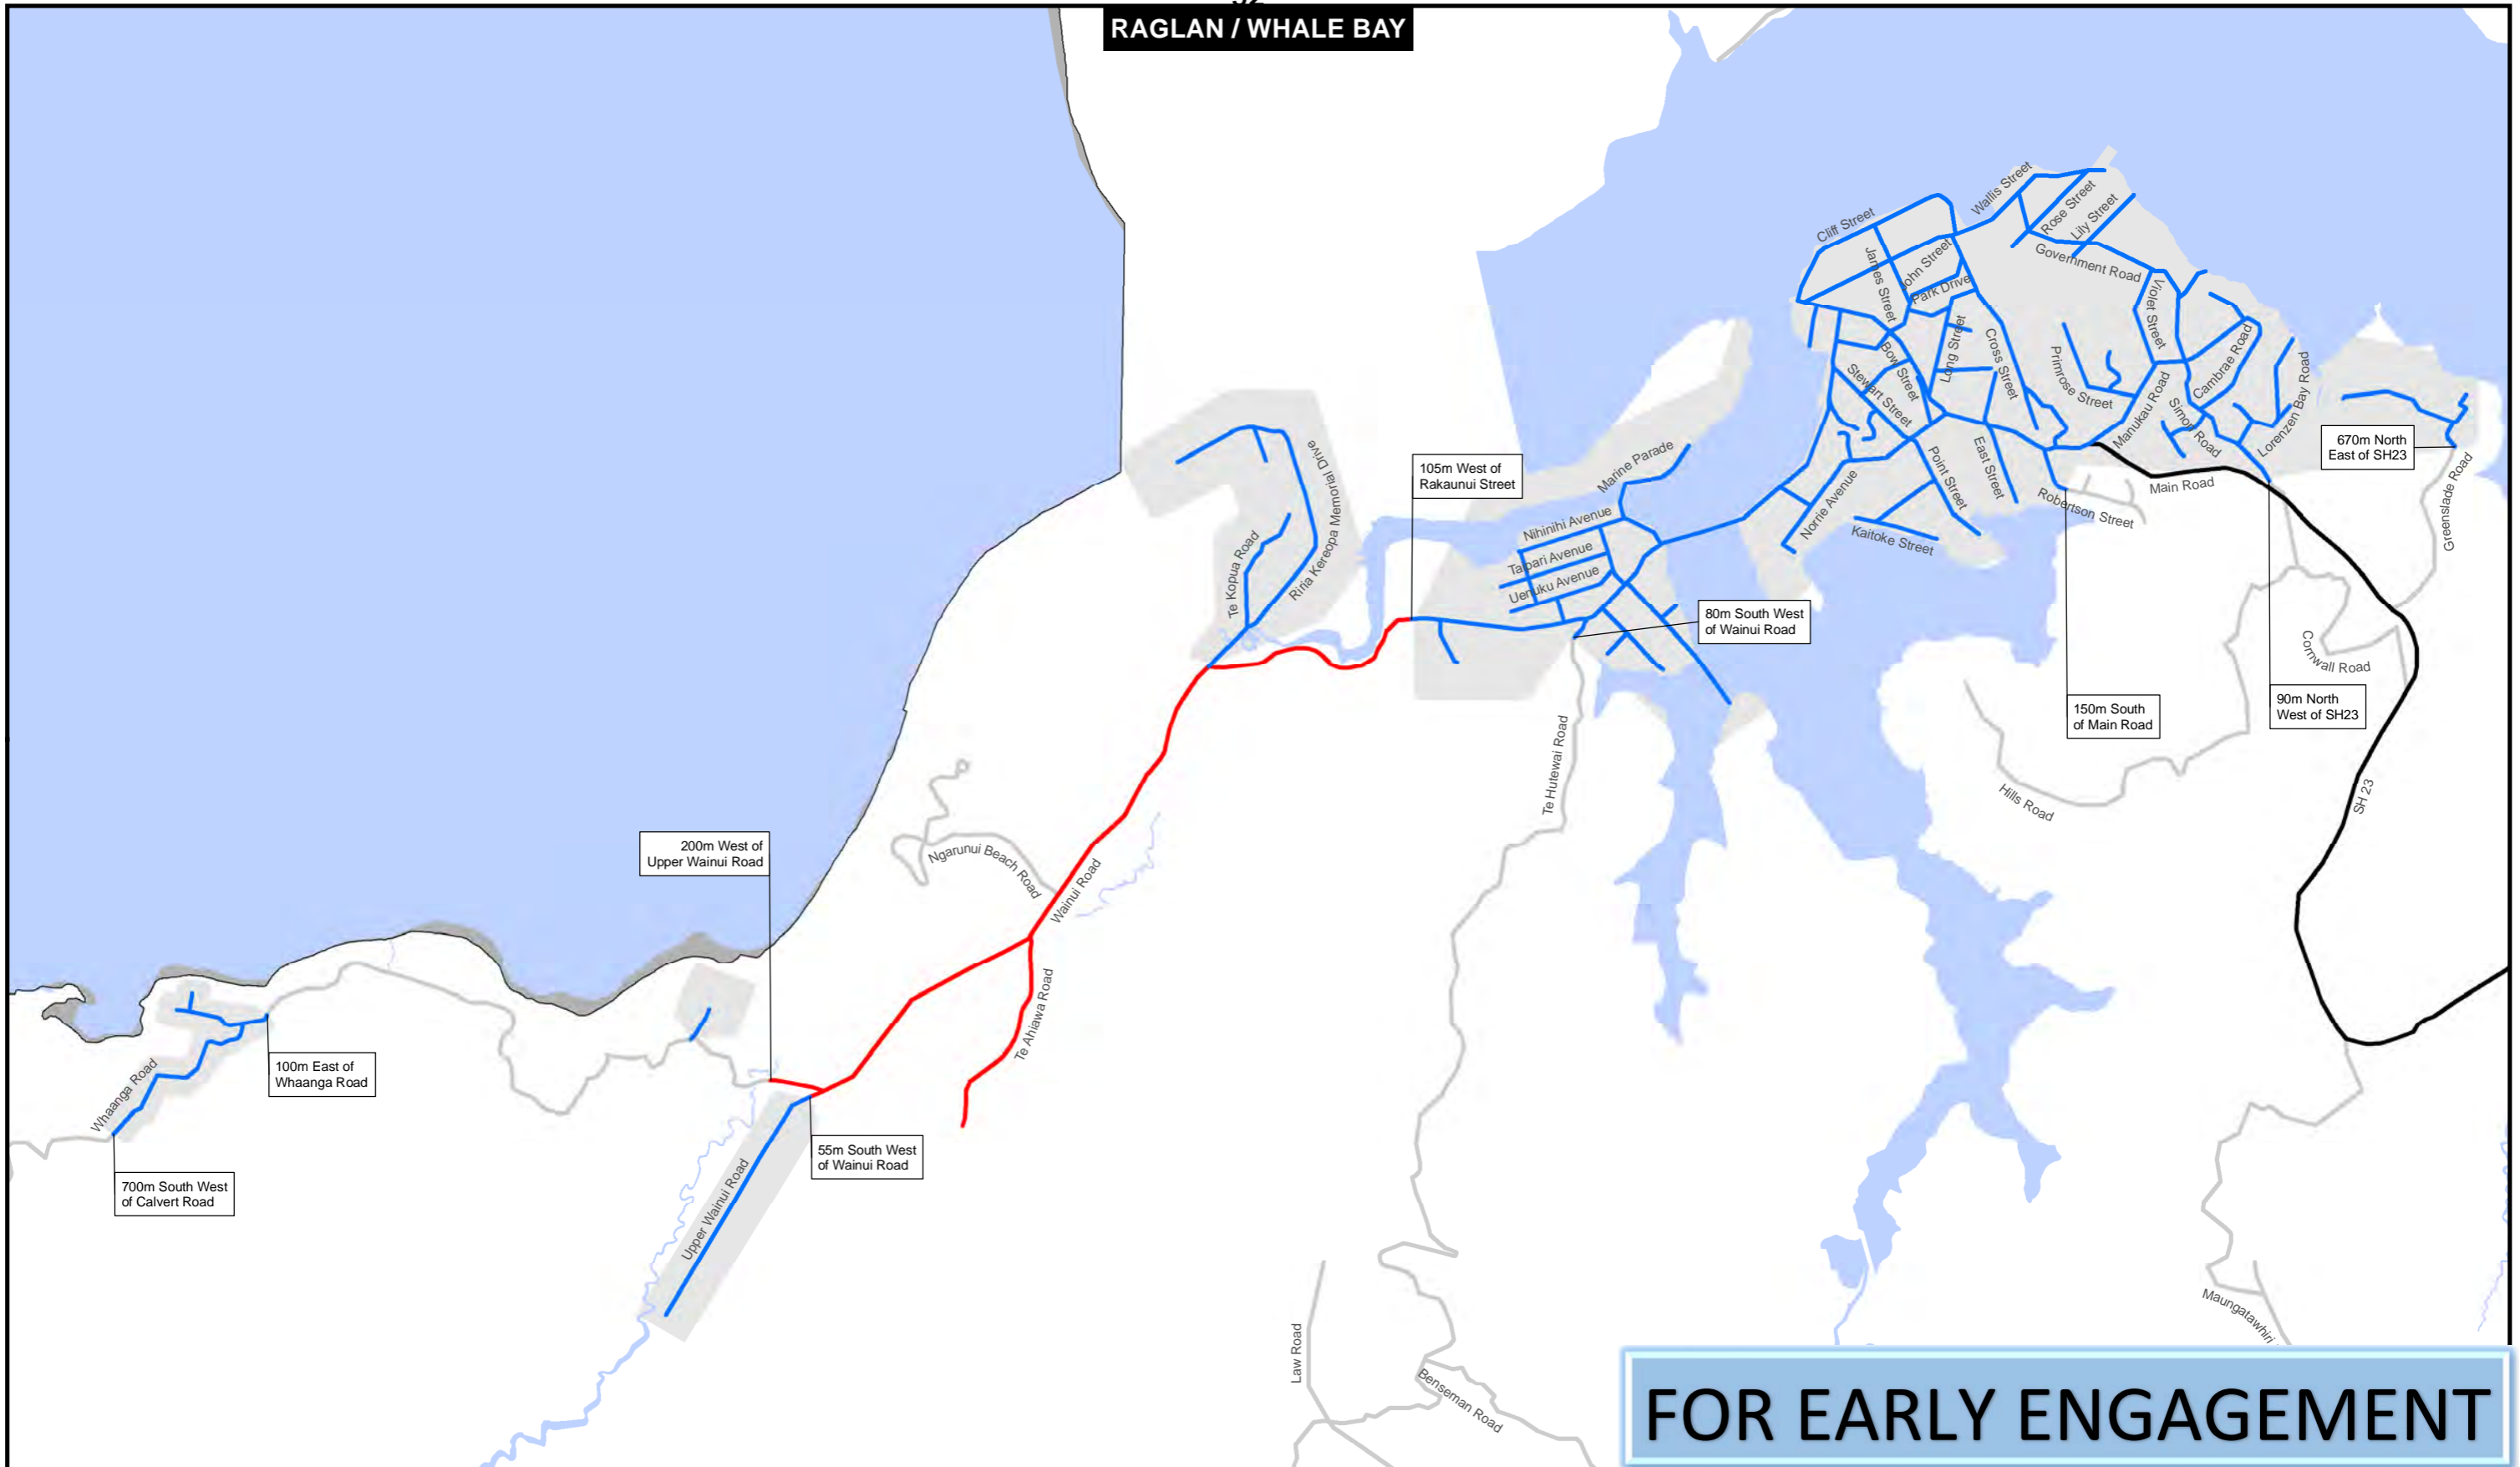 RAGLAN / WHALE BAY
Wallis Street
Rose Street
Lily Street
Cliff Street
John Street
James Street
Park Drive
Government Road
Violet Street
Long Street
Cross Street
Bow Street
Stewart Street
Primrose Street
Cambrae Road
Manukau Road
Simon Road
Lorenzen Bay Road
670m North
East of SH23
Greenslade Road
Main Road
Robertson Street
East Street
Point Street
Norrie Avenue
Kaitoke Street
Marine Parade
Nihinihi Avenue
Taipari Avenue
Uenuku Avenue
105m West of
Rakaunui Street
Riria Kereopa Memorial Drive
Te Kopua Road
80m South West
of Wainui Road
Cornwall Road
90m North
West of SH23
150m South
of Main Road
Te Hutewai Road
Hills Road
SH 23
200m West of
Upper Wainui Road
Ngarunui Beach Road
Wainui Road
Te Ahiawa Road
100m East of
Whaanga Road
Whaanga Road
55m South West
of Wainui Road
700m South West
of Calvert Road
Upper Wainui Road
Law Road
Benseman Road
Maungatawhiri
FOR EARLY ENGAGEMENT